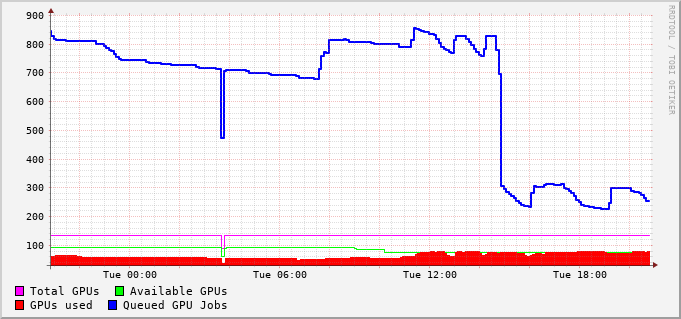 900
800
700
600
500
400
300
200
100
Tue 00:00 Tue 06:00 Tue 12:00 Tue 18:00
Total GPUs Available GPUs
GPUs used Queued GPU Jobs
RRDTOOL / TOBI OETIKER